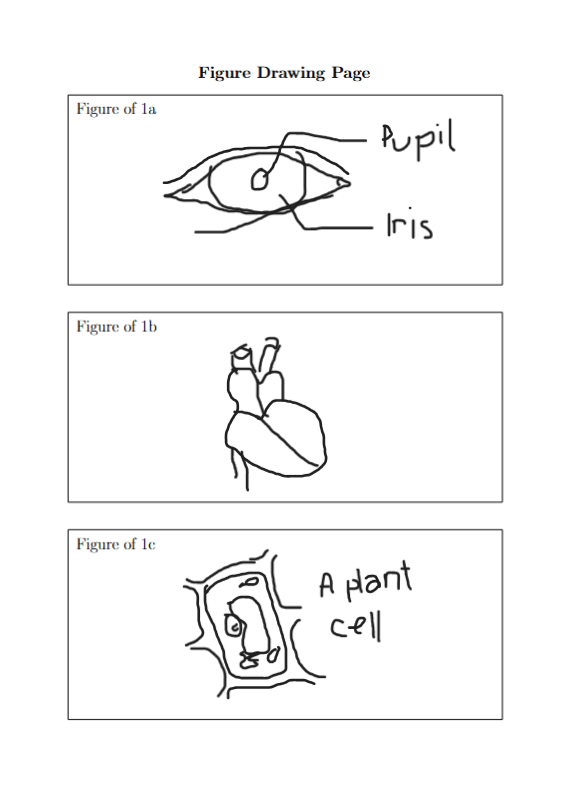 Figure Drawing Page
Figure of 1a
Pupil
Iris
Figure of 1b
Figure of 1c
A plant
cell